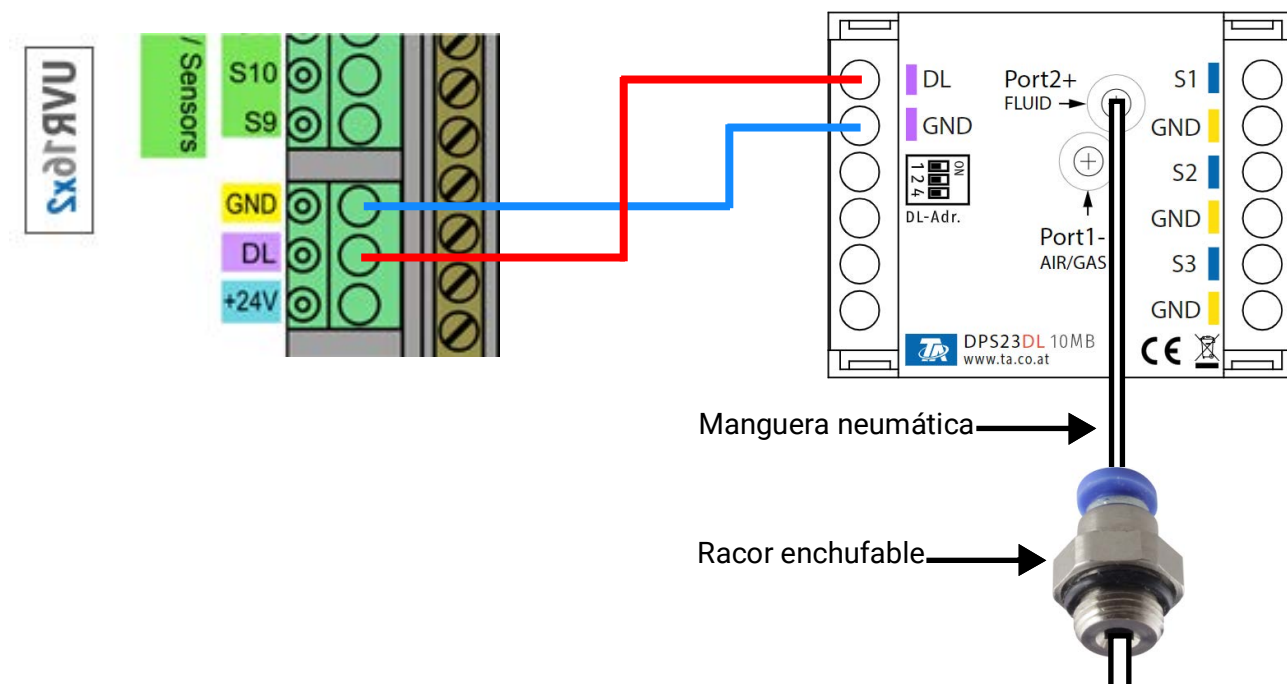 UVR16x2
/ Sensors
S10
S9
GND
DL
+24V
DL
GND
ON
1 2 4
DL-Adr.
Port2+
FLUID
Port1-
AIR/GAS
S1
GND
S2
GND
S3
GND
TA
DPS23DL 10MB
www.ta.co.at
CE
Manguera neumática
Racor enchufable